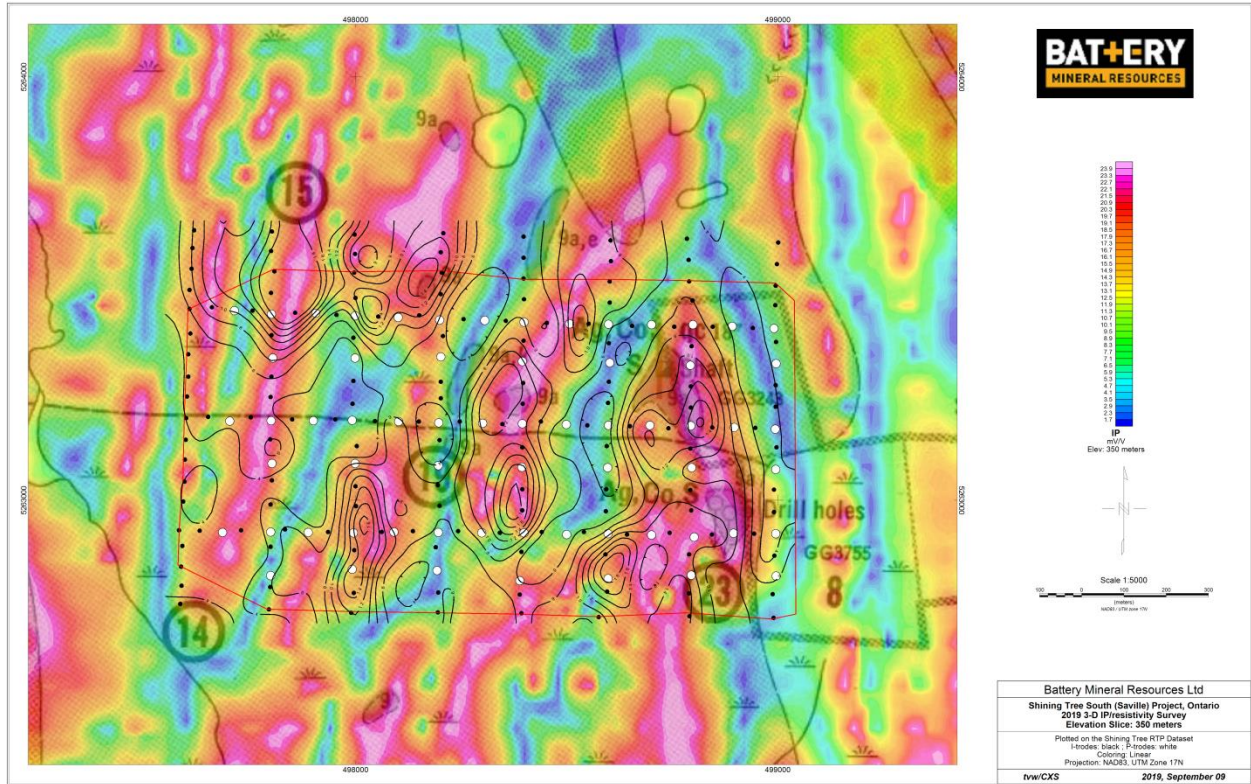 498000
499000
5264000
5264000
9a
15
9a,e
Ag,Co
S
GG3243
9a
9a
19
5263000
5263000
Ag,Co,S
Drill holes
GG3755
23
8
14
9
498000
499000
BAT+ERY
MINERAL RESOURCES
23.9
23.3
22.7
22.1
21.5
20.9
20.3
19.7
19.1
18.5
17.9
17.3
16.7
16.1
15.5
14.9
14.3
13.7
13.1
12.5
11.9
11.3
10.7
10.1
9.5
8.9
8.3
7.7
7.1
6.5
5.9
5.3
4.7
4.1
3.5
2.9
2.3
1.7
IP
mV/V
Elev: 350 meters
Scale 1:5000
100 0 100 200 300
(meters)
NAD83 / UTM zone 17N
Battery Mineral Resources Ltd
Shining Tree South (Saville) Project, Ontario
2019 3-D IP/resistivity Survey
Elevation Slice: 350 meters
Plotted on the Shining Tree RTP Dataset
I-trodes: black ; P-trodes: white
Coloring: Linear
Projection: NAD83, UTM Zone 17N
tvw/CXS 2019, September 09